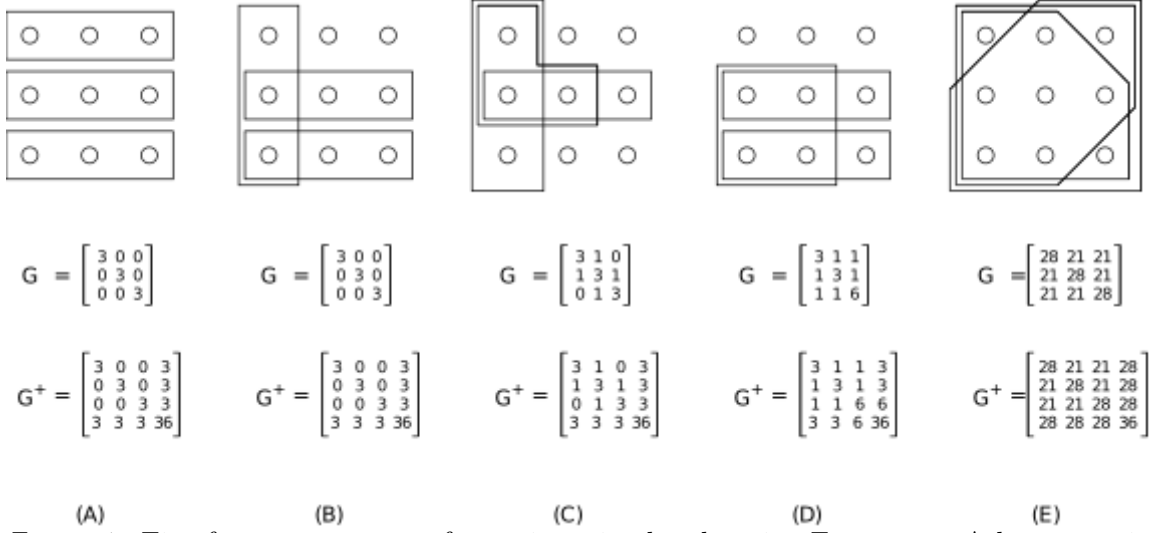 G = [ 3 0 0
0 3 0
0 0 3 ]
G = [ 3 0 0
0 3 0
0 0 3 ]
G = [ 3 1 0
1 3 1
0 1 3 ]
G = [ 3 1 1
1 3 1
1 1 6 ]
G = [ 28 21 21
21 28 21
21 21 28 ]
G⁺ = [ 3 0 0 3
0 3 0 3
0 0 3 3
3 3 3 36 ]
G⁺ = [ 3 0 0 3
0 3 0 3
0 0 3 3
3 3 3 36 ]
G⁺ = [ 3 1 0 3
1 3 1 3
0 1 3 3
3 3 3 36 ]
G⁺ = [ 3 1 1 3
1 3 1 3
1 1 6 6
3 3 6 36 ]
G⁺ = [ 28 21 21 28
21 28 21 28
21 21 28 28
28 28 28 36 ]
(A) (B) (C) (D) (E)